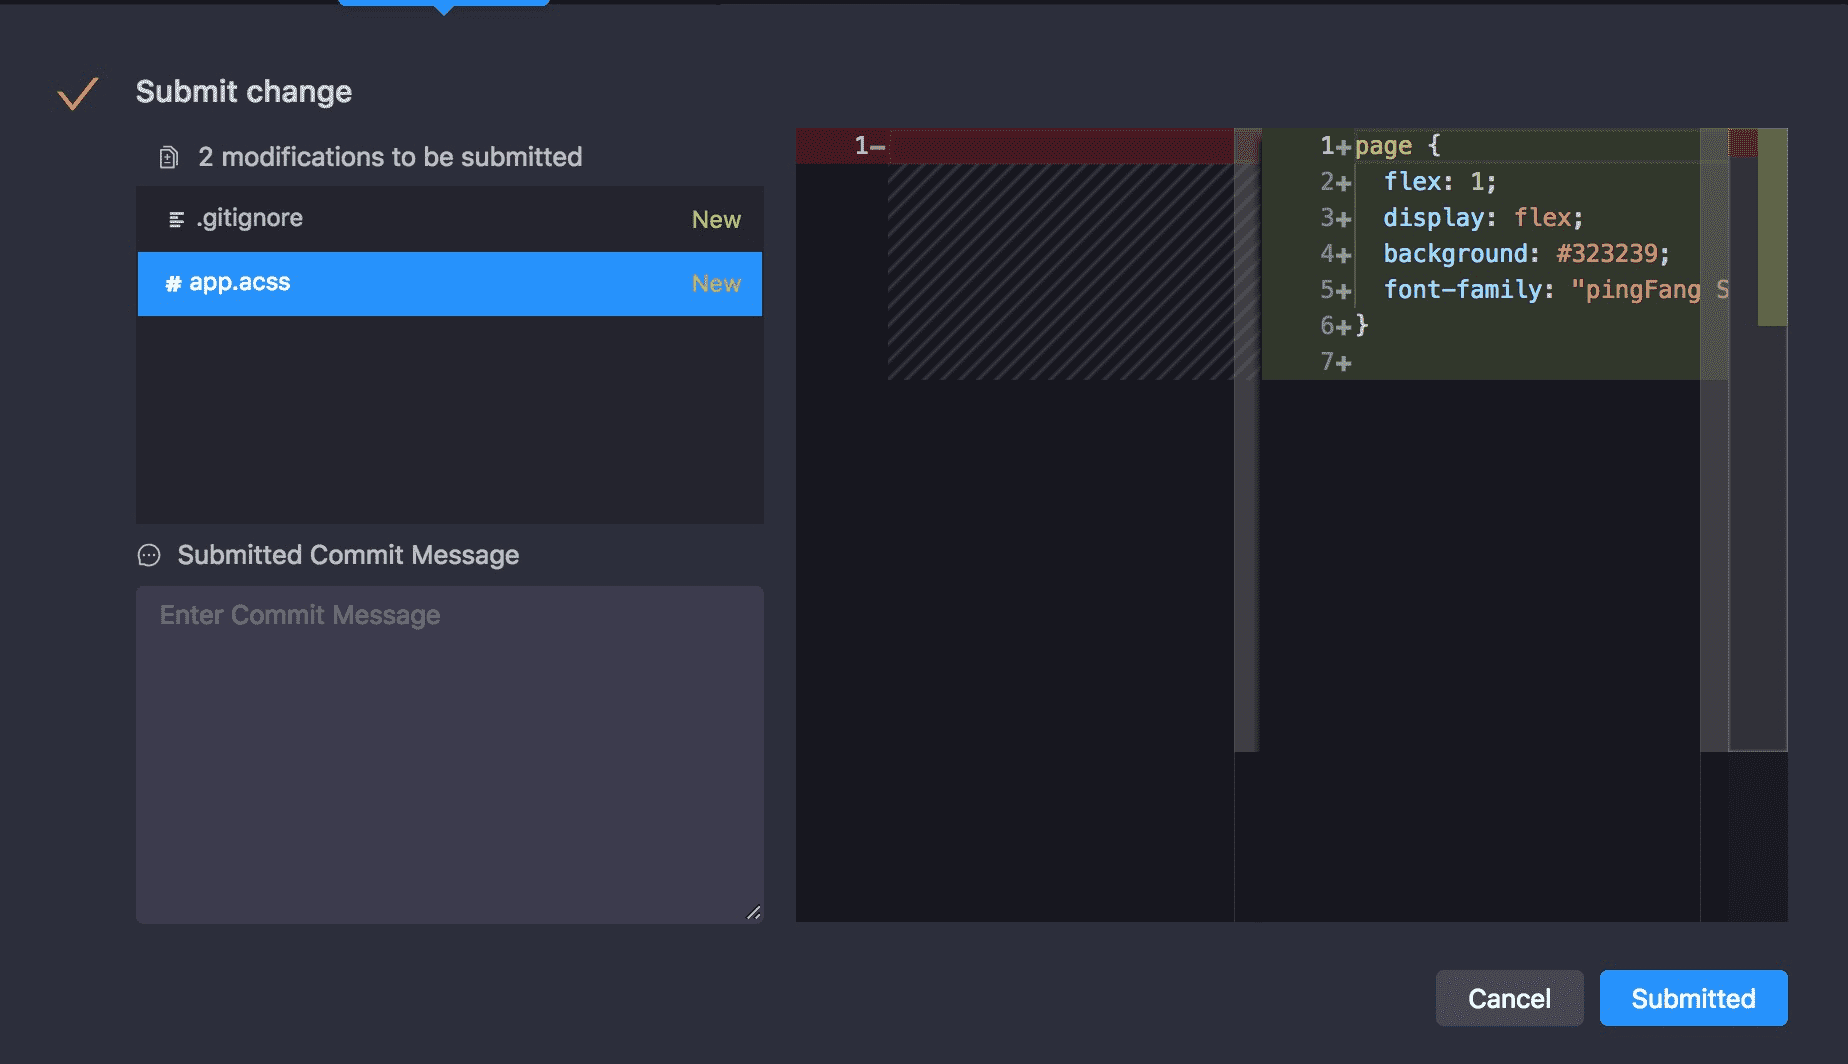 Submit change
2 modifications to be submitted
.gitignore New
# app.acss New
Submitted Commit Message
Enter Commit Message
1-
1+page {
2+  flex: 1;
3+  display: flex;
4+  background: #323239;
5+  font-family: "pingFang S
6+}
7+
Cancel
Submitted